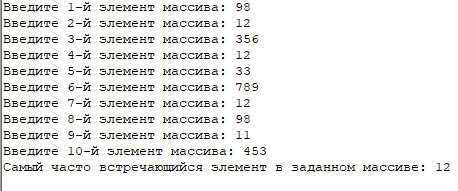 Введите 1-й элемент массива: 98
Введите 2-й элемент массива: 12
Введите 3-й элемент массива: 356
Введите 4-й элемент массива: 12
Введите 5-й элемент массива: 33
Введите 6-й элемент массива: 789
Введите 7-й элемент массива: 12
Введите 8-й элемент массива: 98
Введите 9-й элемент массива: 11
Введите 10-й элемент массива: 453
Самый часто встречающийся элемент в заданном массиве: 12